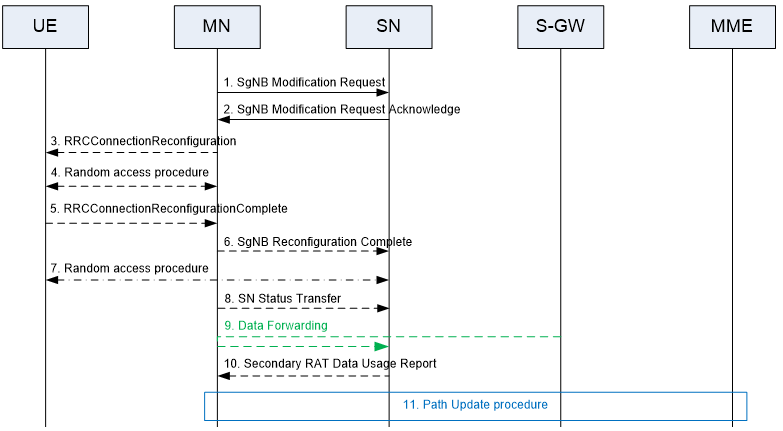 UE MN SN S-GW MME
1. SgNB Modification Request
2. SgNB Modification Request Acknowledge
3. RRCConnectionReconfiguration
4. Random access procedure
5. RRCConnectionReconfigurationComplete
6. SgNB Reconfiguration Complete
7. Random access procedure
8. SN Status Transfer
9. Data Forwarding
10. Secondary RAT Data Usage Report
11. Path Update procedure